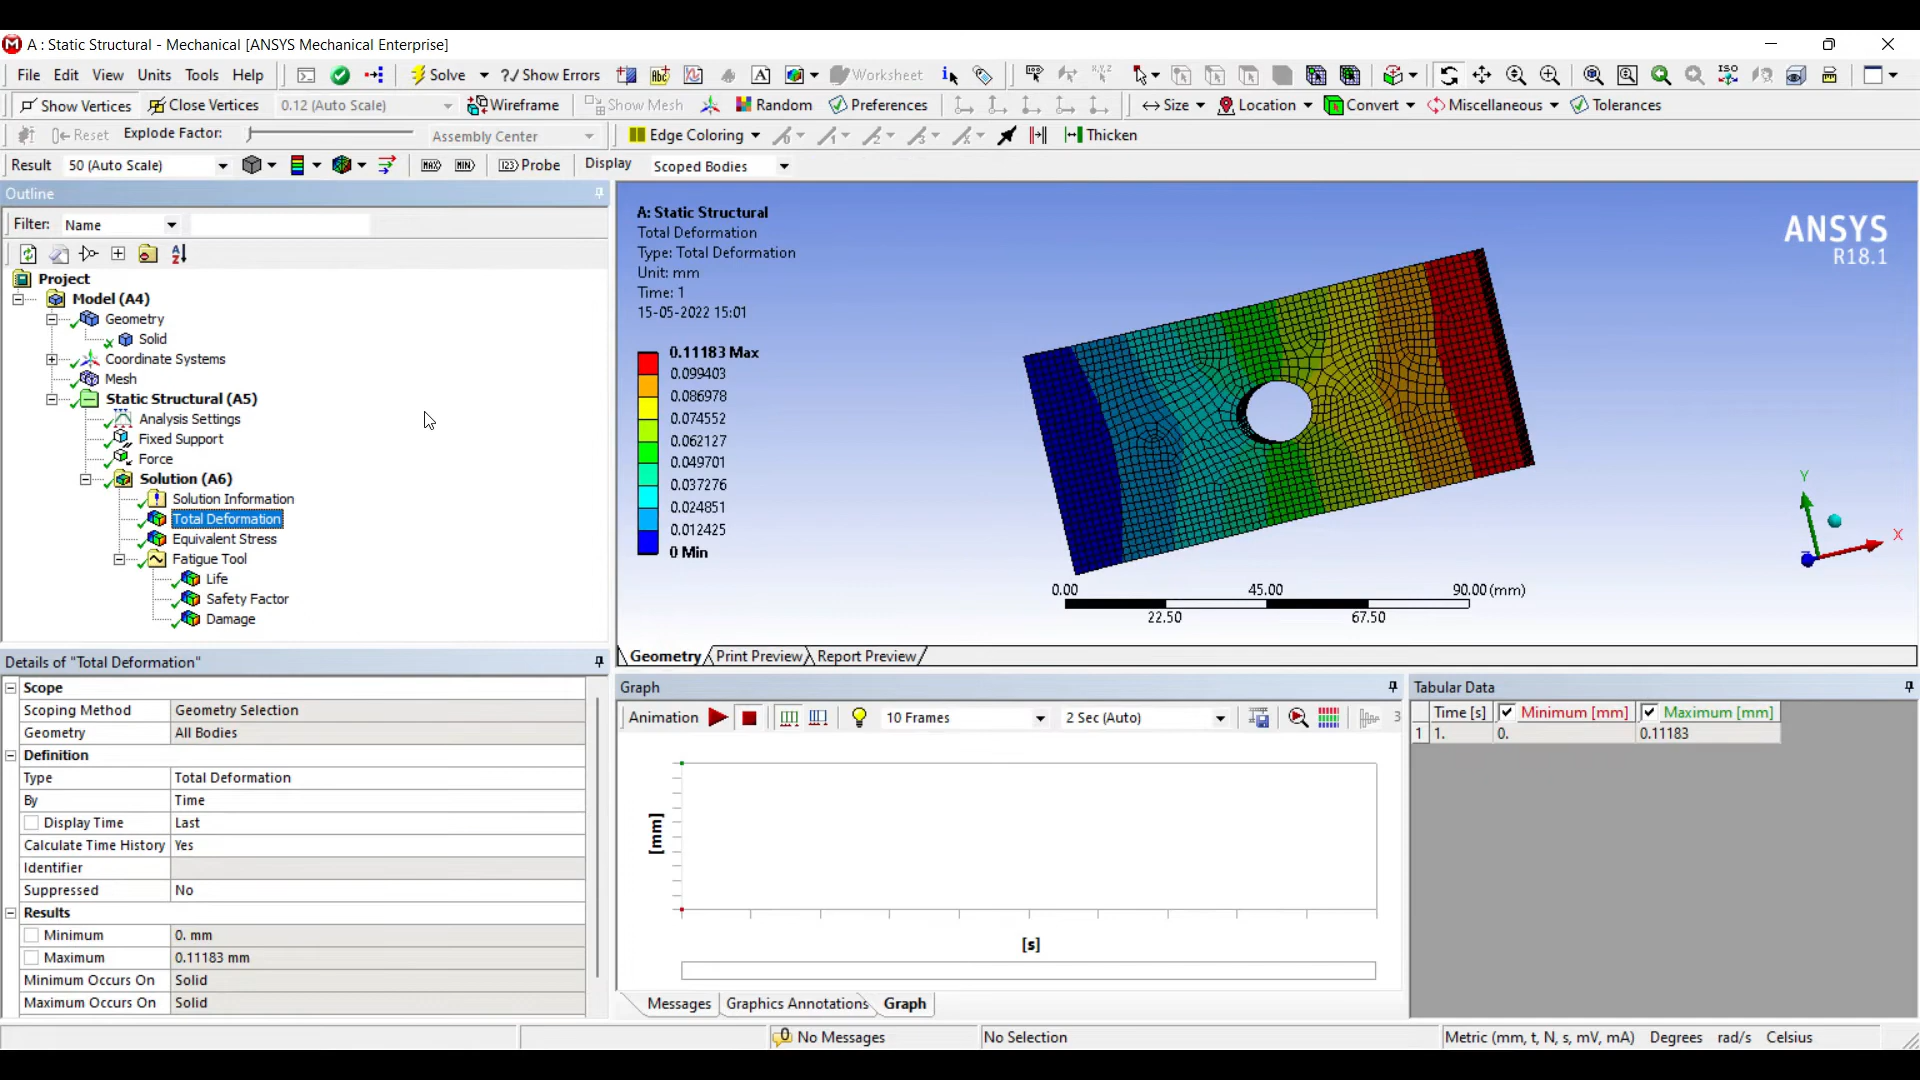 A : Static Structural - Mechanical [ANSYS Mechanical Enterprise]
File Edit View Units Tools Help Solve ?/ Show Errors Worksheet
Show Vertices Close Vertices 0.12 (Auto Scale) Wireframe Show Mesh Random Preferences Size Location Convert Miscellaneous Tolerances
Reset Explode Factor: Assembly Center Edge Coloring Thicken
Result 50 (Auto Scale) MAX MIN Probe Display Scoped Bodies
Outline
Filter: Name
Project
Model (A4)
Geometry
Solid
Coordinate Systems
Mesh
Static Structural (A5)
Analysis Settings
Fixed Support
Force
Solution (A6)
Solution Information
Total Deformation
Equivalent Stress
Fatigue Tool
Life
Safety Factor
Damage
A: Static Structural
Total Deformation
Type: Total Deformation
Unit: mm
Time: 1
15-05-2022 15:01
0.11183 Max
0.099403
0.086978
0.074552
0.062127
0.049701
0.037276
0.024851
0.012425
0 Min
ANSYS
R18.1
Y
X
0.00 45.00 90.00 (mm)
22.50 67.50
Geometry Print Preview Report Preview
Details of "Total Deformation"
Scope
Scoping Method Geometry Selection
Geometry All Bodies
Definition
Type Total Deformation
By Time
Display Time Last
Calculate Time History Yes
Identifier
Suppressed No
Results
Minimum 0. mm
Maximum 0.11183 mm
Minimum Occurs On Solid
Maximum Occurs On Solid
Graph
Animation 10 Frames 2 Sec (Auto) 3
[mm]
[s]
Messages Graphics Annotations Graph
Tabular Data
Time [s] Minimum [mm] Maximum [mm]
1 1. 0. 0.11183
No Messages No Selection Metric (mm, t, N, s, mV, mA) Degrees rad/s Celsius